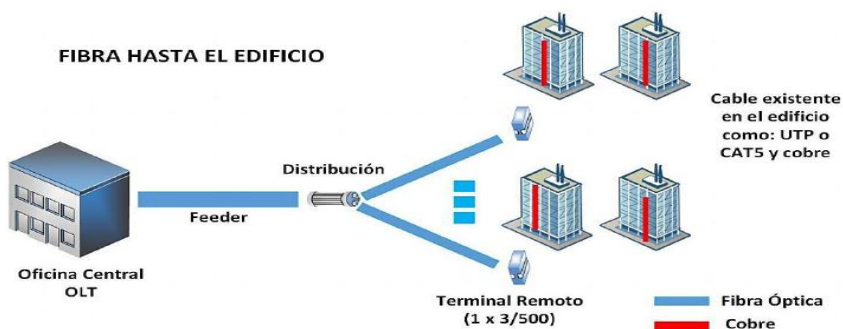 FIBRA HASTA EL EDIFICIO
Cable existente
en el edificio
como: UTP o
CAT5 y cobre
Distribución
Feeder
Oficina Central
OLT
Terminal Remoto
(1 x 3/500)
Fibra Óptica
Cobre